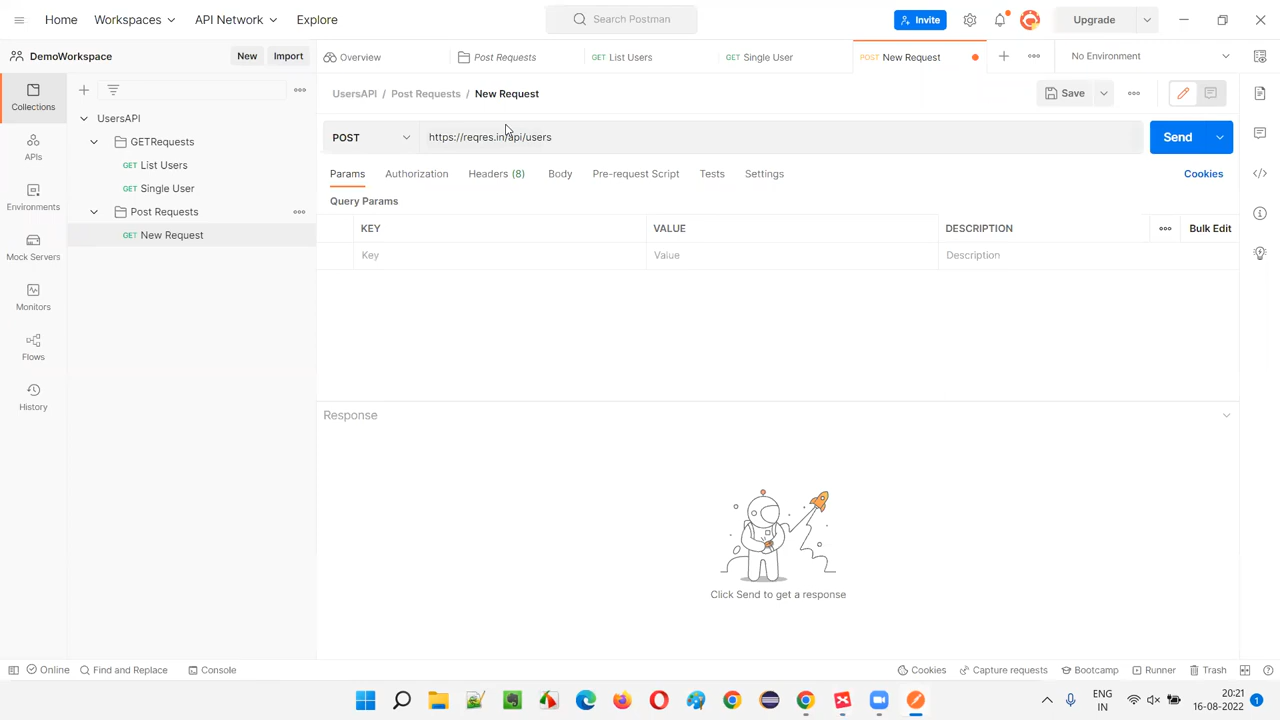 Home Workspaces API Network Explore Search Postman Invite Upgrade
DemoWorkspace New Import Overview Post Requests GET List Users GET Single User POST New Request No Environment
Collections
UsersAPI / Post Requests / New Request Save
UsersAPI
POST https://reqres.in/api/users Send
GETRequests
APIs
GET List Users
Params Authorization Headers (8) Body Pre-request Script Tests Settings Cookies
GET Single User
Environments
Query Params
Post Requests
KEY VALUE DESCRIPTION Bulk Edit
GET New Request
Mock Servers
Key Value Description
Monitors
Flows
History
Response
Click Send to get a response
Online Find and Replace Console Cookies Capture requests Bootcamp Runner Trash
ENG
IN
20:21
16-08-2022
1